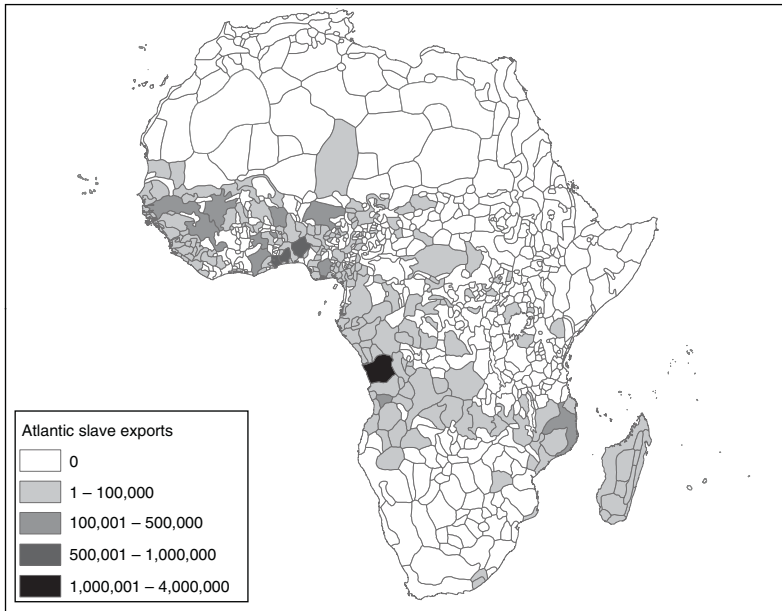 Atlantic slave exports
0
1 – 100,000
100,001 – 500,000
500,001 – 1,000,000
1,000,001 – 4,000,000